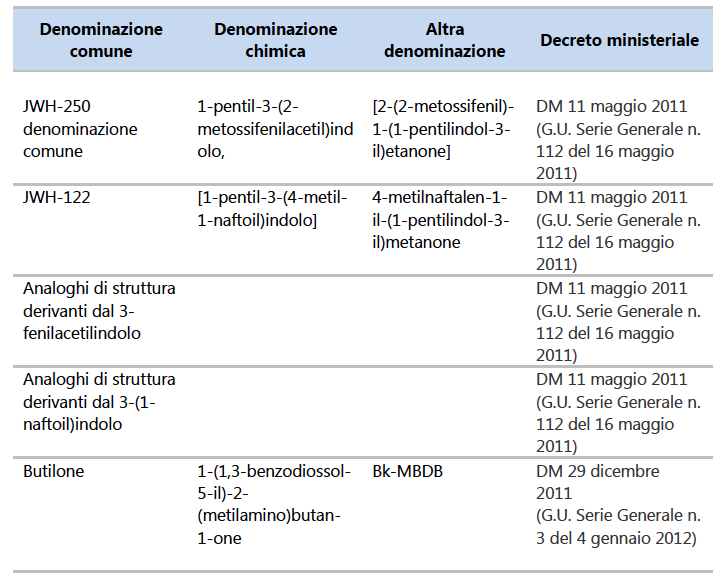 Denominazione
comune
Denominazione
chimica
Altra
denominazione
Decreto ministeriale
JWH-250
denominazione
comune
1-pentil-3-(2-
metossifenilacetil)ind
olo,
[2-(2-metossifenil)-
1-(1-pentilindol-3-
il)etanone]
DM 11 maggio 2011
(G.U. Serie Generale n.
112 del 16 maggio
2011)
JWH-122
[1-pentil-3-(4-metil-
1-naftoil)indolo]
4-metilnaftalen-1-
il-(1-pentilindol-3-
il)metanone
DM 11 maggio 2011
(G.U. Serie Generale n.
112 del 16 maggio
2011)
Analoghi di struttura
derivanti dal 3-
fenilacetilindolo
DM 11 maggio 2011
(G.U. Serie Generale n.
112 del 16 maggio
2011)
Analoghi di struttura
derivanti dal 3-(1-
naftoil)indolo
DM 11 maggio 2011
(G.U. Serie Generale n.
112 del 16 maggio
2011)
Butilone
1-(1,3-benzodiossol-
5-il)-2-
(metilamino)butan-
1-one
Bk-MBDB
DM 29 dicembre
2011
(G.U. Serie Generale n.
3 del 4 gennaio 2012)